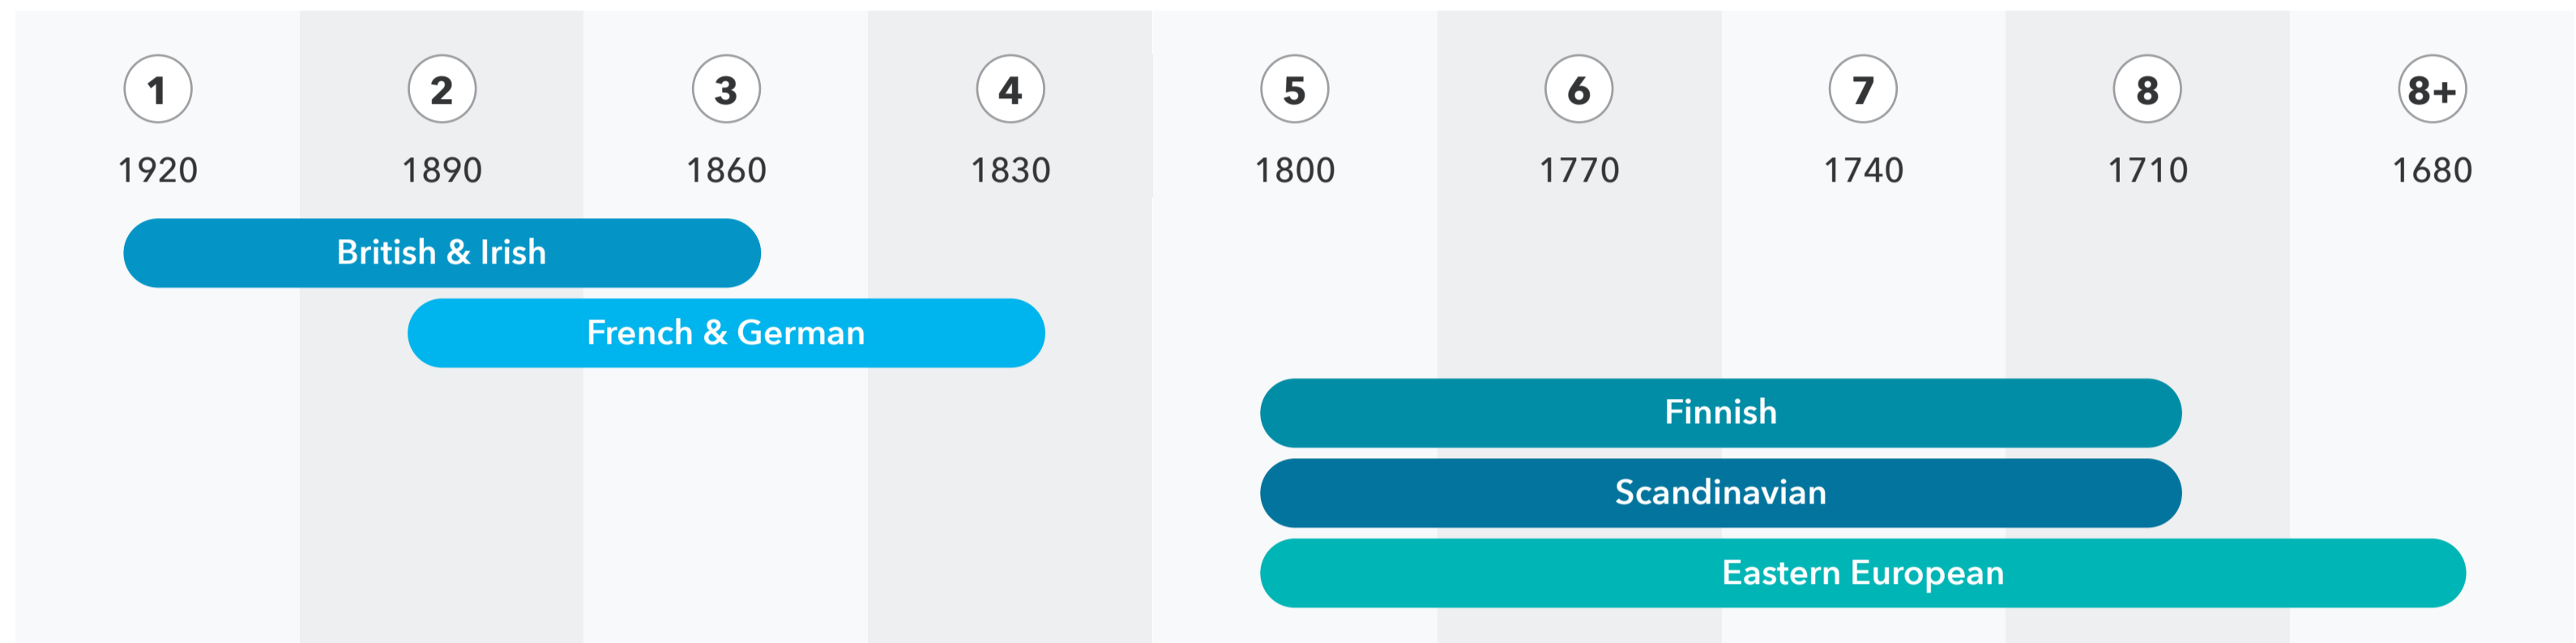 1 2 3 4 5 6 7 8 8+
1920 1890 1860 1830 1800 1770 1740 1710 1680
British & Irish
French & German
Finnish
Scandinavian
Eastern European